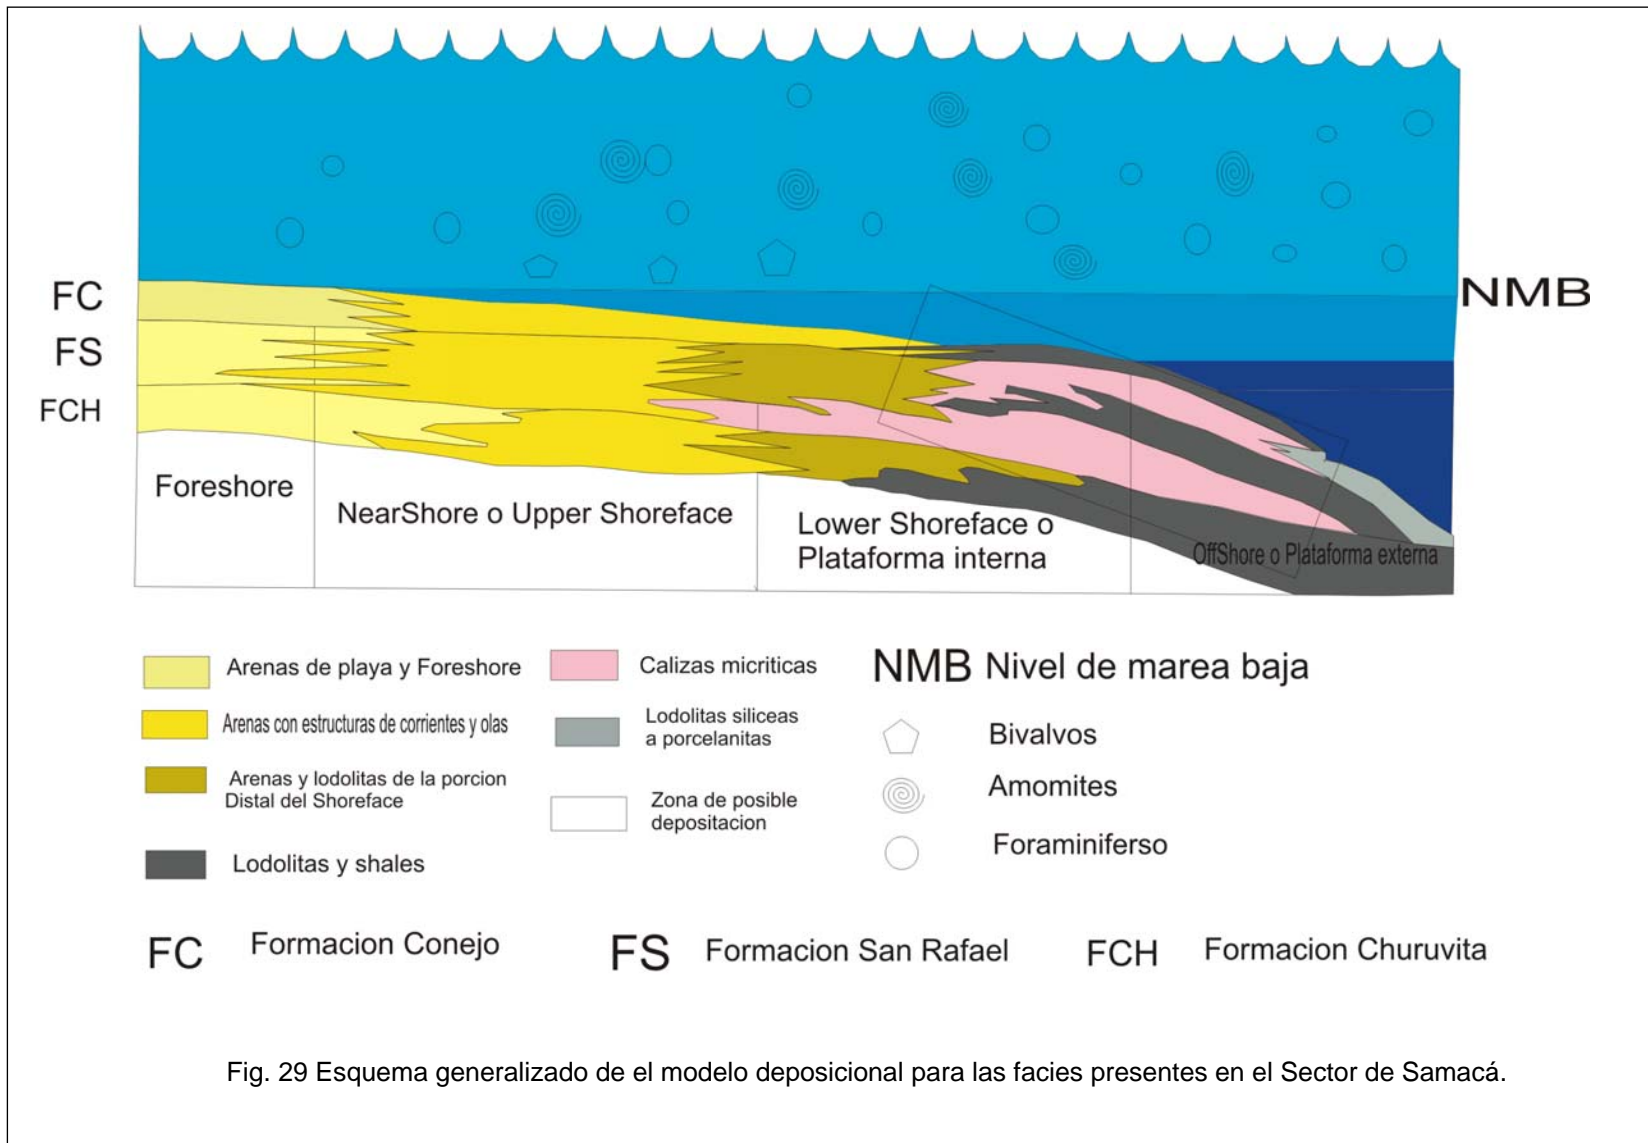 FC
NMB
FS
FCH
Foreshore
NearShore o Upper Shoreface
Lower Shoreface o
Plataforma interna
OffShore o Plataforma externa
Arenas de playa y Foreshore
Arenas con estructuras de corrientes y olas
Arenas y lodolitas de la porcion
Distal del Shoreface
Lodolitas y shales
Calizas micriticas
Lodolitas siliceas
a porcelanitas
Zona de posible
depositacion
NMB Nivel de marea baja
Bivalvos
Amomites
Foraminiferso
FC Formacion Conejo
FS Formacion San Rafael
FCH Formacion Churuvita
Fig. 29 Esquema generalizado de el modelo deposicional para las facies presentes en el Sector de Samacá.